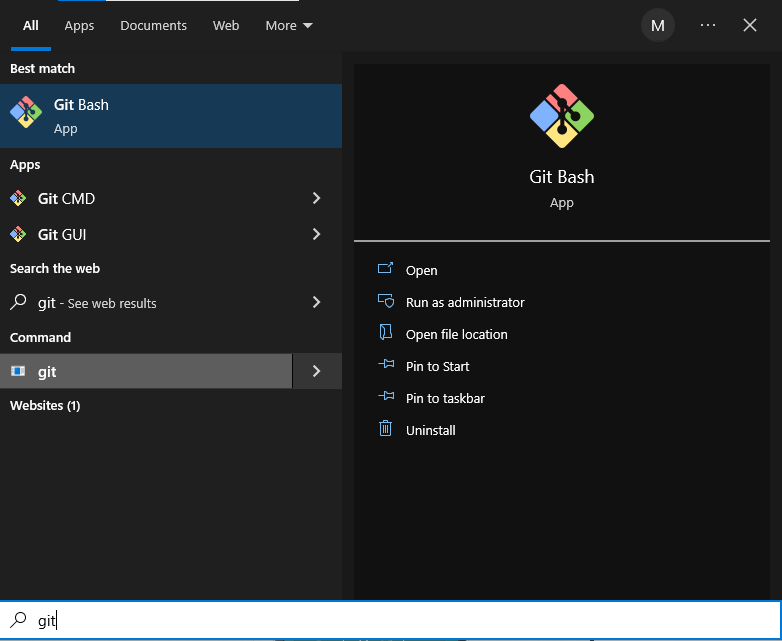 All Apps Documents Web More M ... ×
Best match
Git Bash
App
Apps
Git CMD
Git GUI
Search the web
git - See web results
Command
git
Websites (1)
Git Bash
App
Open
Run as administrator
Open file location
Pin to Start
Pin to taskbar
Uninstall
git